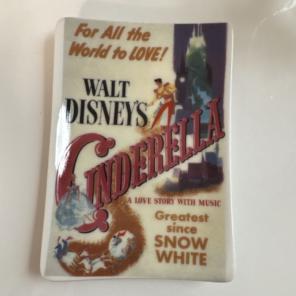 For All the
World to LOVE!
WALT
DISNEY'S
CINDERELLA
A LOVE STORY WITH MUSIC
Greatest
since
SNOW
WHITE